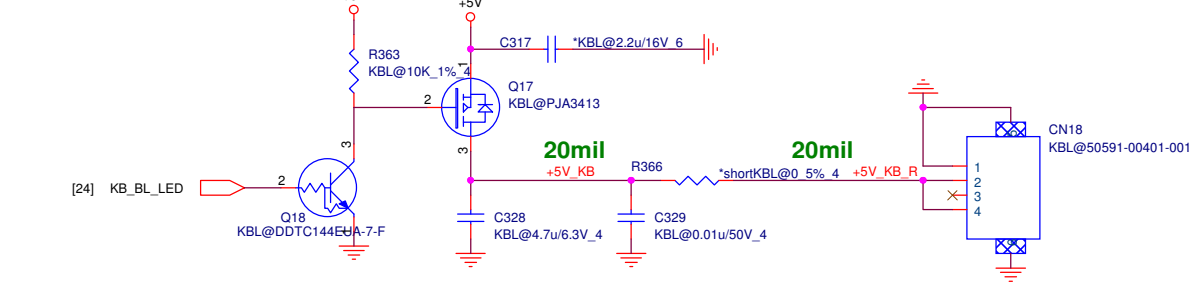 +5V
C317
*KBL@2.2u/16V_6
R363
KBL@10K_1%_4
1
Q17
KBL@PJA3413
2
3
CN18
KBL@50591-00401-001
3
20mil
20mil
+5V_KB
R366
*shortKBL@0_5%_4
+5V_KB_R
1
2
3
4
[24]
KB_BL_LED
2
Q18
KBL@DDTC144EUA-7-F
1
C328
KBL@4.7u/6.3V_4
C329
KBL@0.01u/50V_4